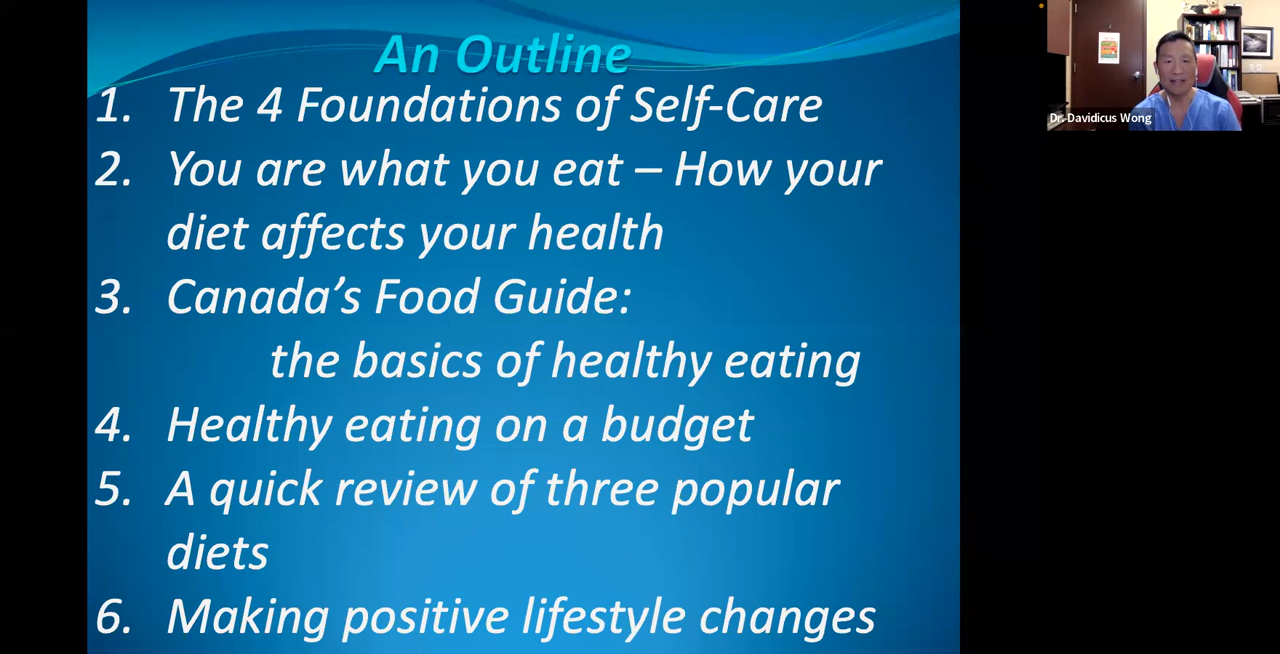 An Outline
1. The 4 Foundations of Self-Care
2. You are what you eat – How your
diet affects your health
3. Canada’s Food Guide:
the basics of healthy eating
4. Healthy eating on a budget
5. A quick review of three popular
diets
6. Making positive lifestyle changes
Dr. Davidicus Wong